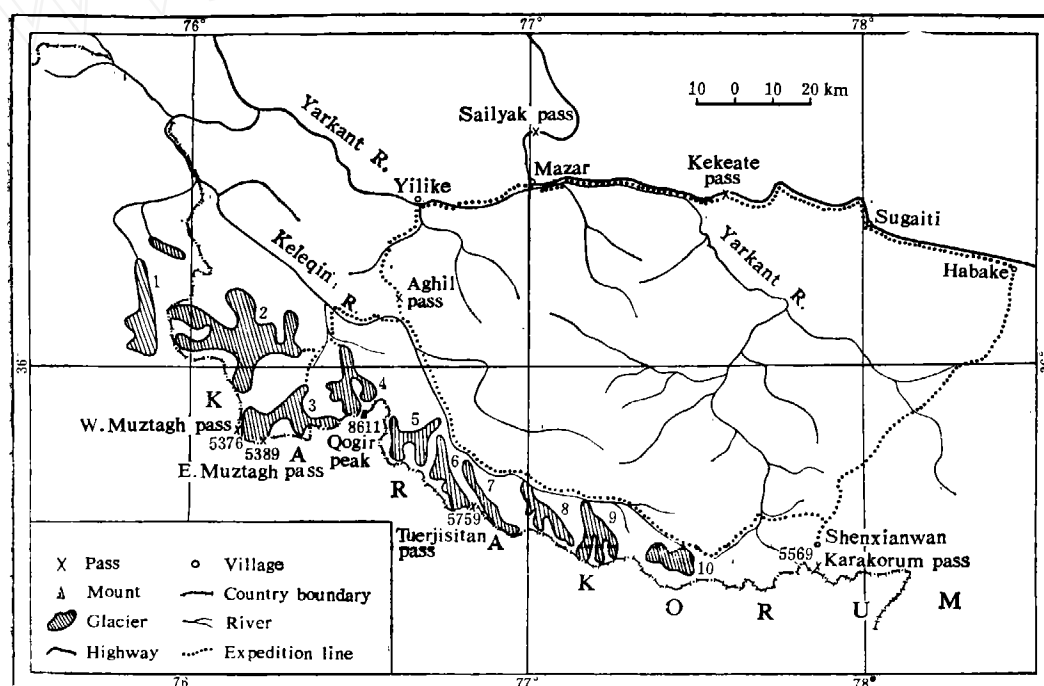 76°
77°
78°
10 0 10 20 km
Yarkant R.
Sailyak pass
Mazar
Kekeate
pass
Yilike
Sugaiti
Yarkant R.
Habake
Keleqin R.
Aghil
pass
1
2
36°
K
3
4
W. Muztagh pass
5376
5389
E. Muztagh pass
A
8611
Qogir
peak
5
R
6
7
5759
Tuerjisitan
pass
A
8
9
K
10
5569
Shenxianwan
Karakorum pass
O
R
U
M
Pass
Village
Mount
Country boundary
Glacier
River
Highway
Expedition line
76
77°
78°